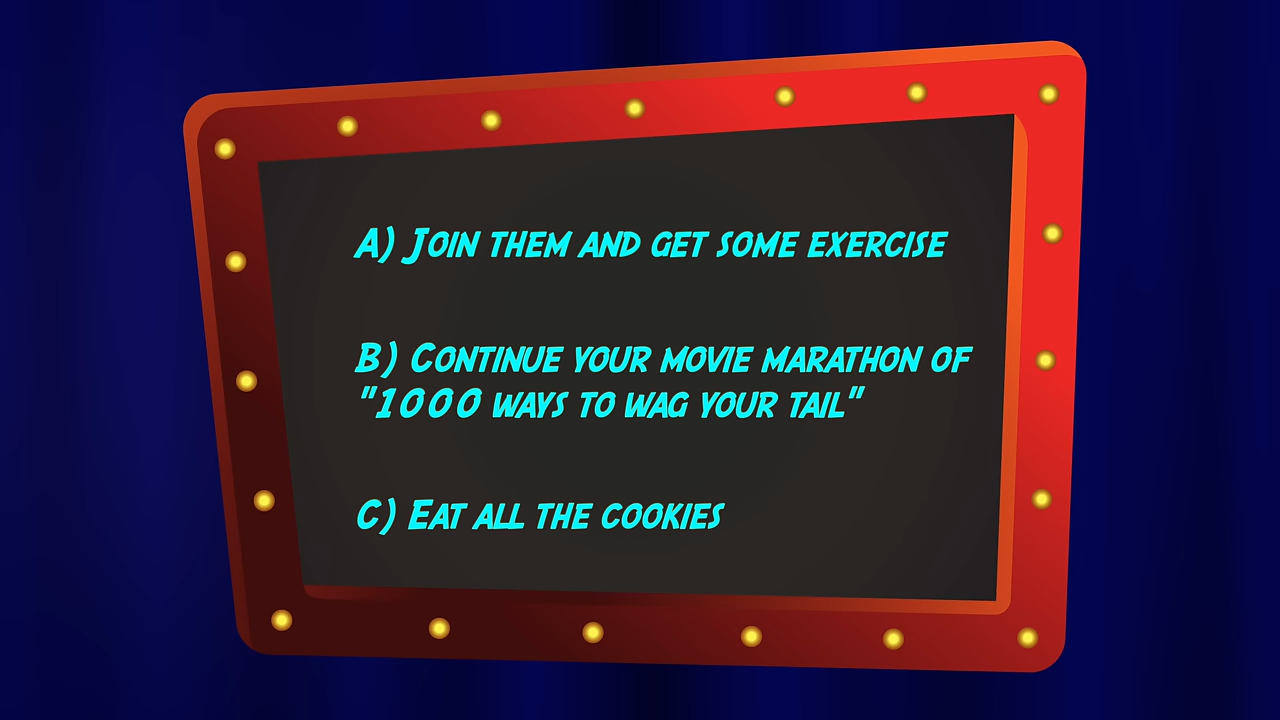 A) Join them and get some exercise
B) Continue your movie marathon of
"1000 ways to wag your tail"
C) Eat all the cookies